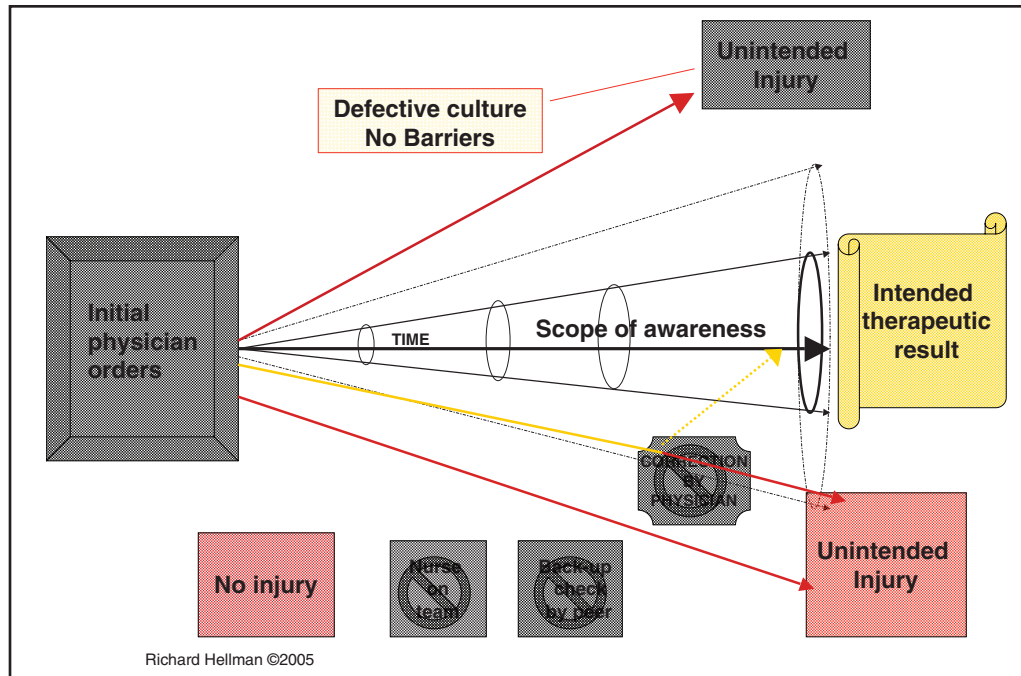 Unintended
Injury
Defective culture
No Barriers
Initial
physician
orders
TIME
Scope of awareness
Intended
therapeutic
result
CORRECTION
BY
PHYSICIAN
No injury
Nurse
on
team
Back-up
check
by peer
Unintended
Injury
Richard Hellman ©2005